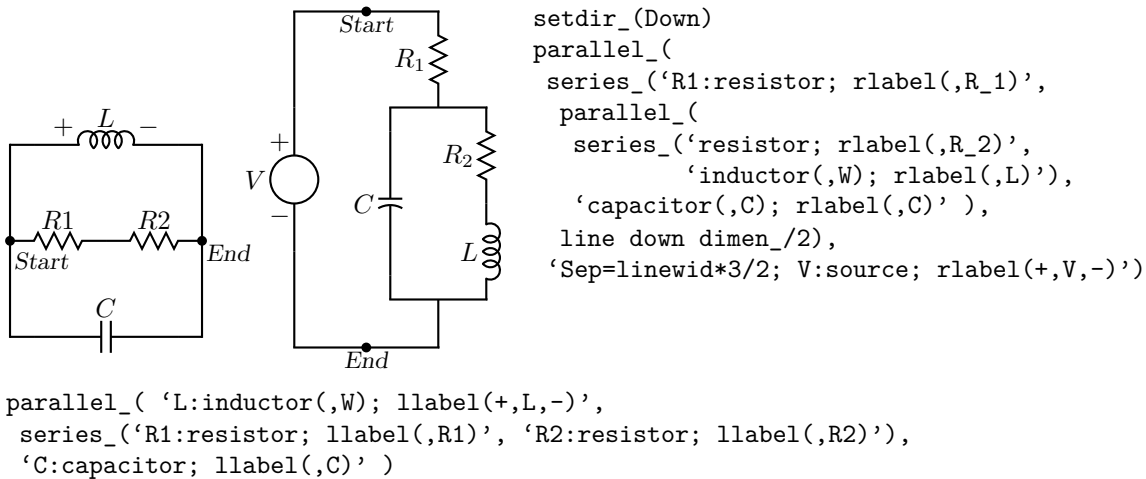 + L −
R1 R2
Start End
C
Start
R1
+
V
−
R2
C
L
End
setdir_(Down)
parallel_(
series_(‘R1:resistor; rlabel(,R_1)’,
parallel_(
series_(‘resistor; rlabel(,R_2)’,
‘inductor(,W); rlabel(,L)’),
‘capacitor(,C); rlabel(,C)’ ),
line down dimen_/2),
‘Sep=linewid*3/2; V:source; rlabel(+,V,-)’)
parallel_( ‘L:inductor(,W); llabel(+,L,-)’,
series_(‘R1:resistor; llabel(,R1)’, ‘R2:resistor; llabel(,R2)’),
‘C:capacitor; llabel(,C)’ )